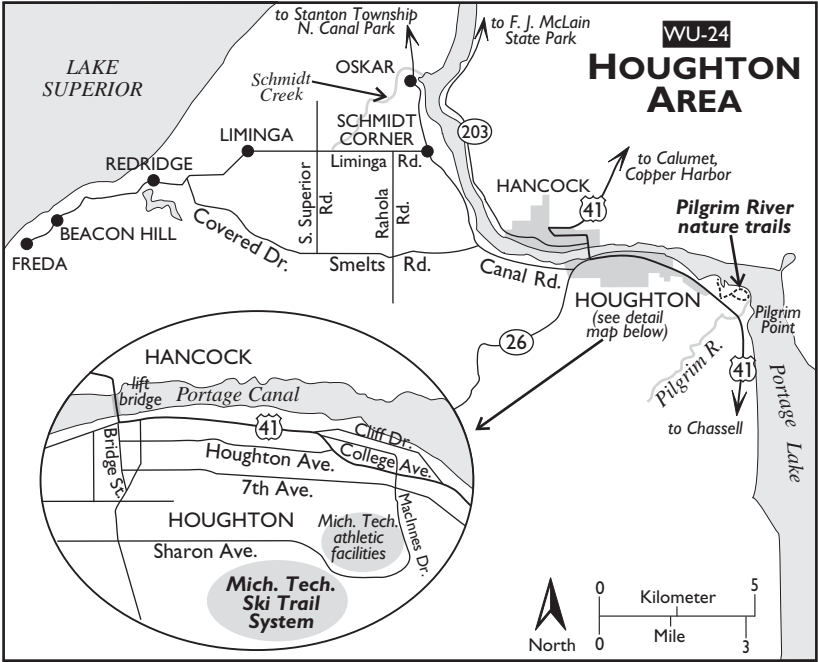 to Stanton Township
N. Canal Park
to F. J. McLain
State Park
WU-24
HOUGHTON
AREA
LAKE
SUPERIOR
OSKAR
Schmidt
Creek
SCHMIDT
CORNER
203
LIMINGA
Liminga Rd.
to Calumet,
Copper Harbor
REDRIDGE
HANCOCK
41
S. Superior
Rd.
Rahola
Rd.
Pilgrim River
nature trails
Covered Dr.
BEACON HILL
FREDA
Smelts Rd.
Canal Rd.
HOUGHTON
(see detail
map below)
Pilgrim
Point
26
Pilgrim R.
41
Portage Lake
to Chassell
HANCOCK
lift
bridge
Portage Canal
41
Cliff Dr.
Bridge St.
Houghton Ave.
College Ave.
7th Ave.
MacInnes Dr.
HOUGHTON
Mich. Tech.
athletic
facilities
Sharon Ave.
Mich. Tech.
Ski Trail
System
North
0 5
Kilometer
Mile
0 3